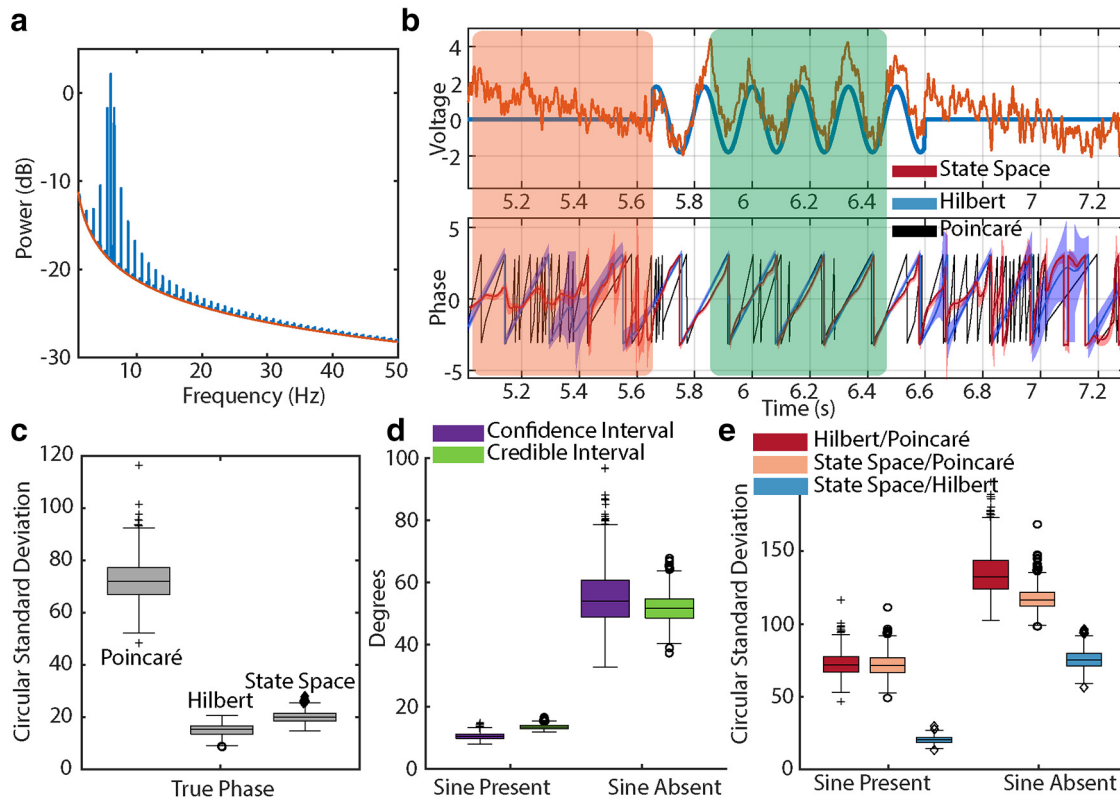 a
0
-10
-20
-30
Power (dB)
10 20 30 40 50
Frequency (Hz)
b
4
2
0
-2
Voltage
5.2 5.4 5.6 5.8 6 6.2 6.4 7 7.2
State Space
Hilbert
Poincaré
5
0
-5
Phase
5.2 5.4 5.6 5.8 6 6.2 6.4 6.6 6.8 7 7.2
Time (s)
c
120
100
80
60
40
20
0
Circular Standard Deviation
Poincaré
Hilbert
State Space
True Phase
d
Confidence Interval
Credible Interval
100
80
60
40
20
0
Degrees
Sine Present Sine Absent
e
Hilbert/Poincaré
State Space/Poincaré
State Space/Hilbert
150
100
50
0
Circular Standard Deviation
Sine Present Sine Absent